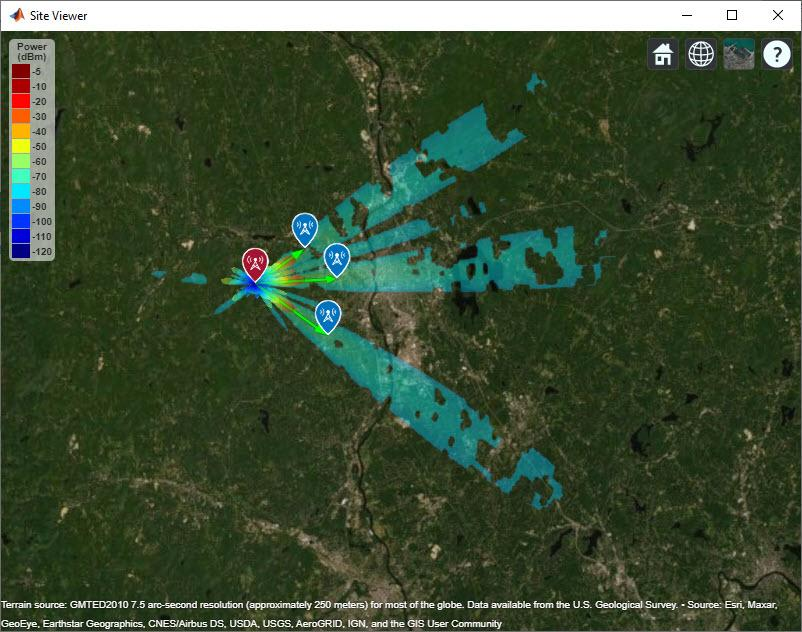 Site Viewer
Power
(dBm)
-5
-10
-20
-30
-40
-50
-60
-70
-80
-90
-100
-110
-120
?
Terrain source: GMTED2010 7.5 arc-second resolution (approximately 250 meters) for most of the globe. Data available from the U.S. Geological Survey. • Source: Esri, Maxar,
GeoEye, Earthstar Geographics, CNES/Airbus DS, USDA, USGS, AeroGRID, IGN, and the GIS User Community